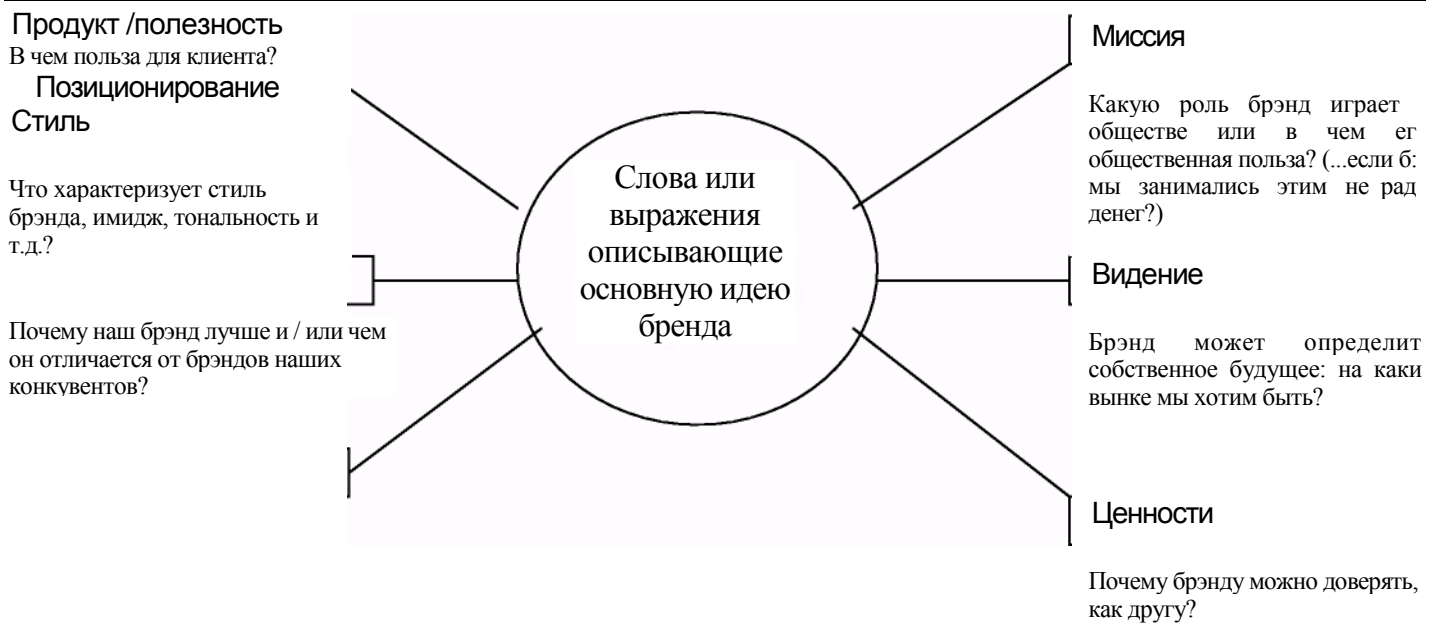 Продукт /полезность
В чем польза для клиента?
Позиционирование
Стиль
Что характеризует стиль
брэнда, имидж, тональность и
т.д.?
Почему наш брэнд лучше и / или чем
он отличается от брэндов наших
конкувентов?
Слова или
выражения
описывающие
основную идею
бренда
Миссия
Какую роль брэнд играет
обществе или в чем ег
общественная польза? (...если б:
мы занимались этим не рад
денег?)
Видение
Брэнд может определит
собственное будущее: на каки
вынке мы хотим быть?
Ценности
Почему брэнду можно доверять,
как другу?